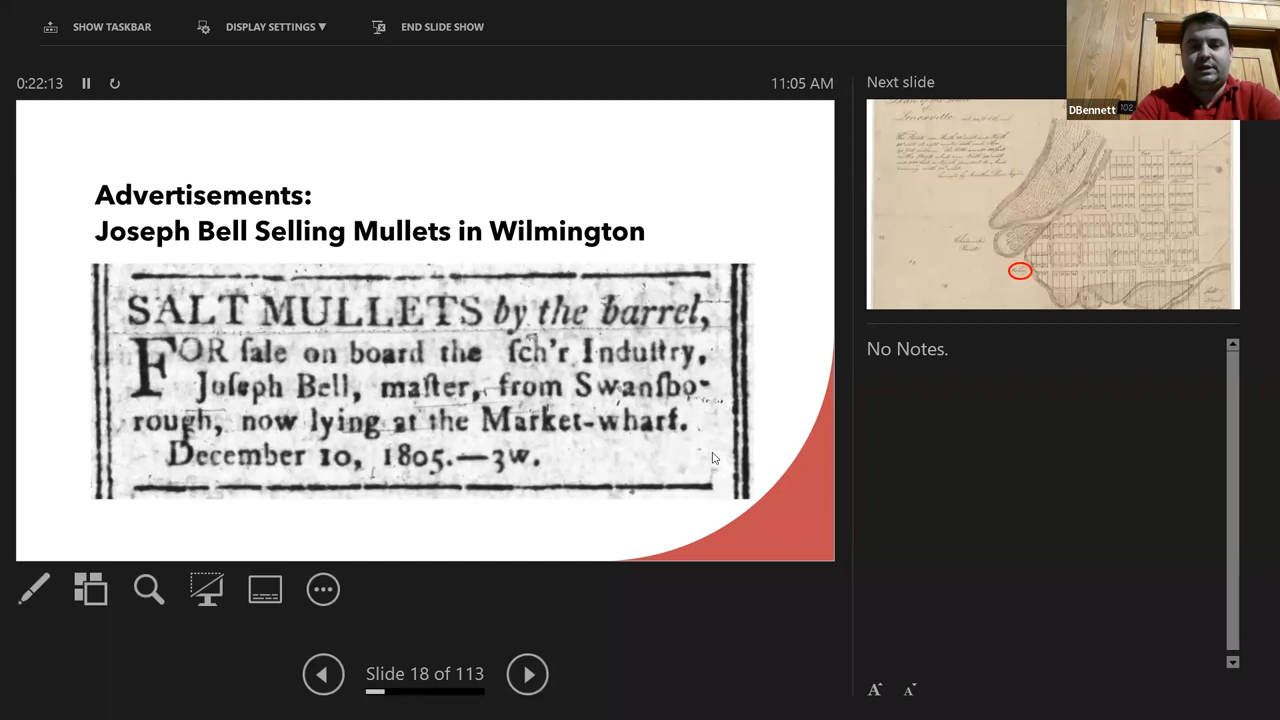 SHOW TASKBAR
DISPLAY SETTINGS ▼
END SLIDE SHOW
0:22:13
11:05 AM
Next slide
DBennett
102
Advertisements:
Joseph Bell Selling Mullets in Wilmington
SALT MULLETS by the barrel,
FOR ſale on board the ſch'r Induſtry,
Joſeph Bell, maſter, from Swanſbo-
rough, now lying at the Market-wharf.
December 10, 1805.—3w.
No Notes.
Slide 18 of 113
A A